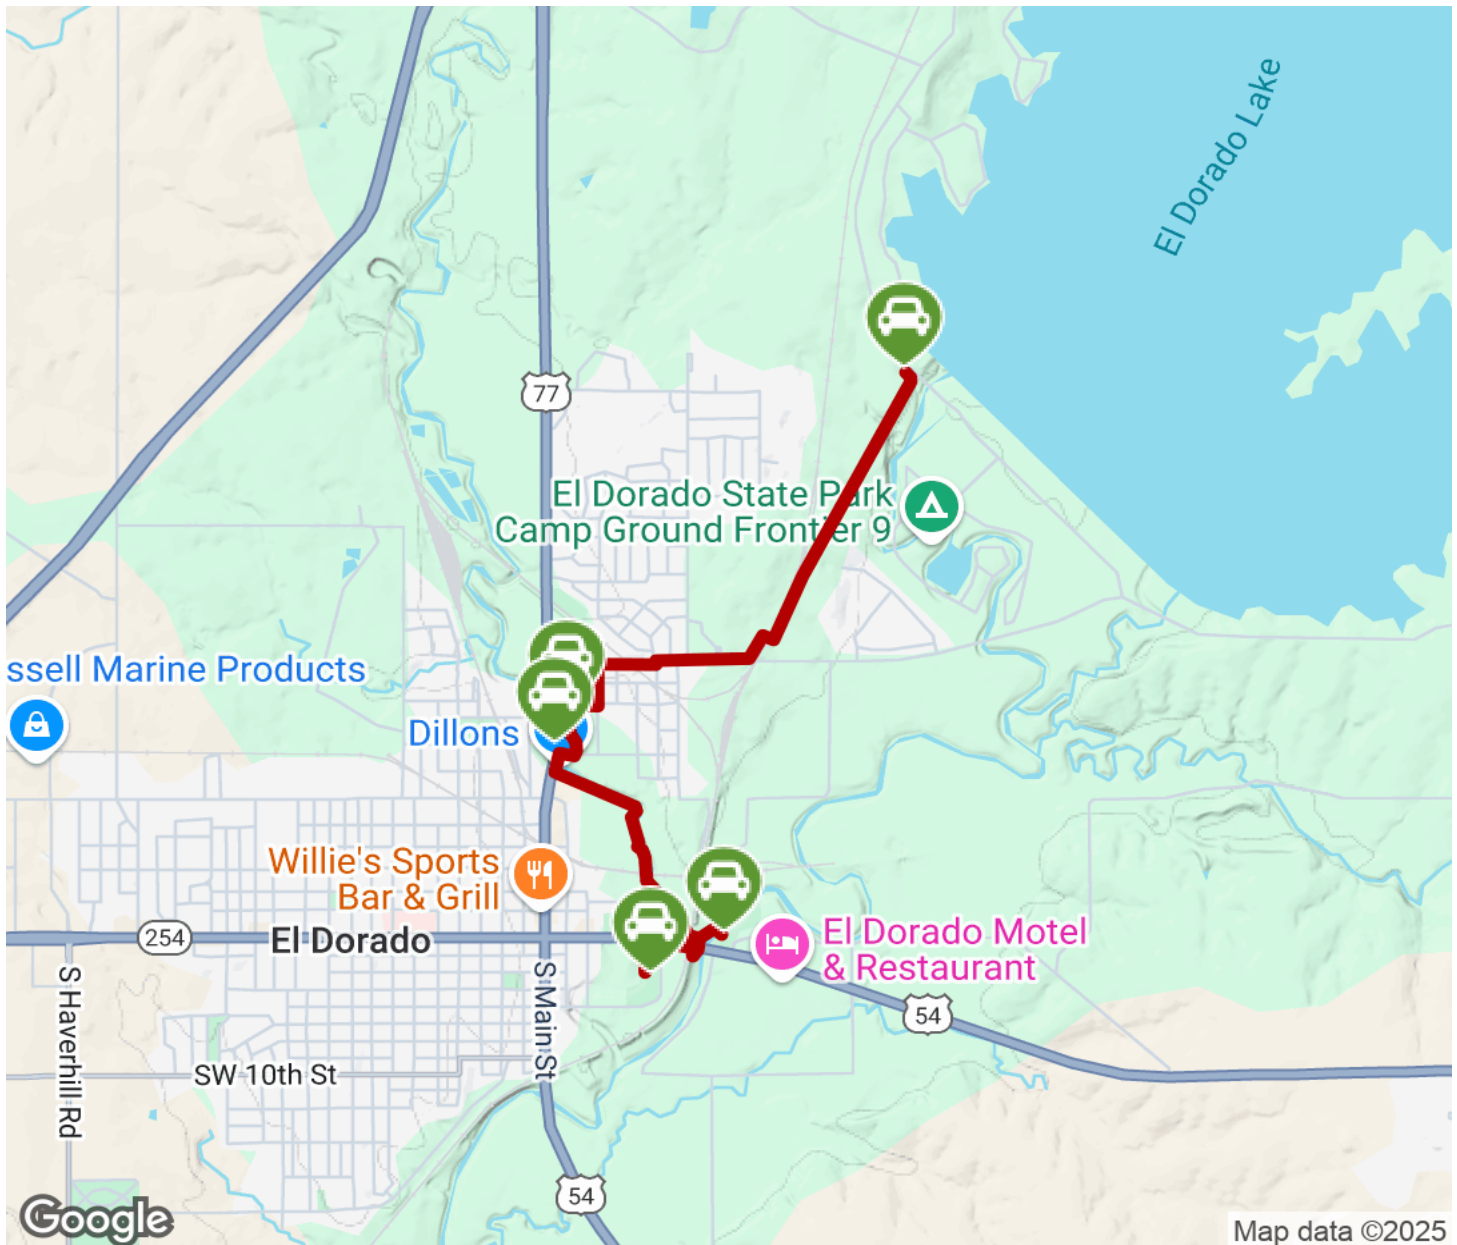 El Dorado Lake
77
El Dorado State Park
Camp Ground Frontier 9
ssell Marine Products
Dillons
Willie's Sports
Bar & Grill
254
El Dorado
El Dorado Motel
& Restaurant
S Haverhill Rd
S Main St
54
SW 10th St
54
Google
Map data ©2025